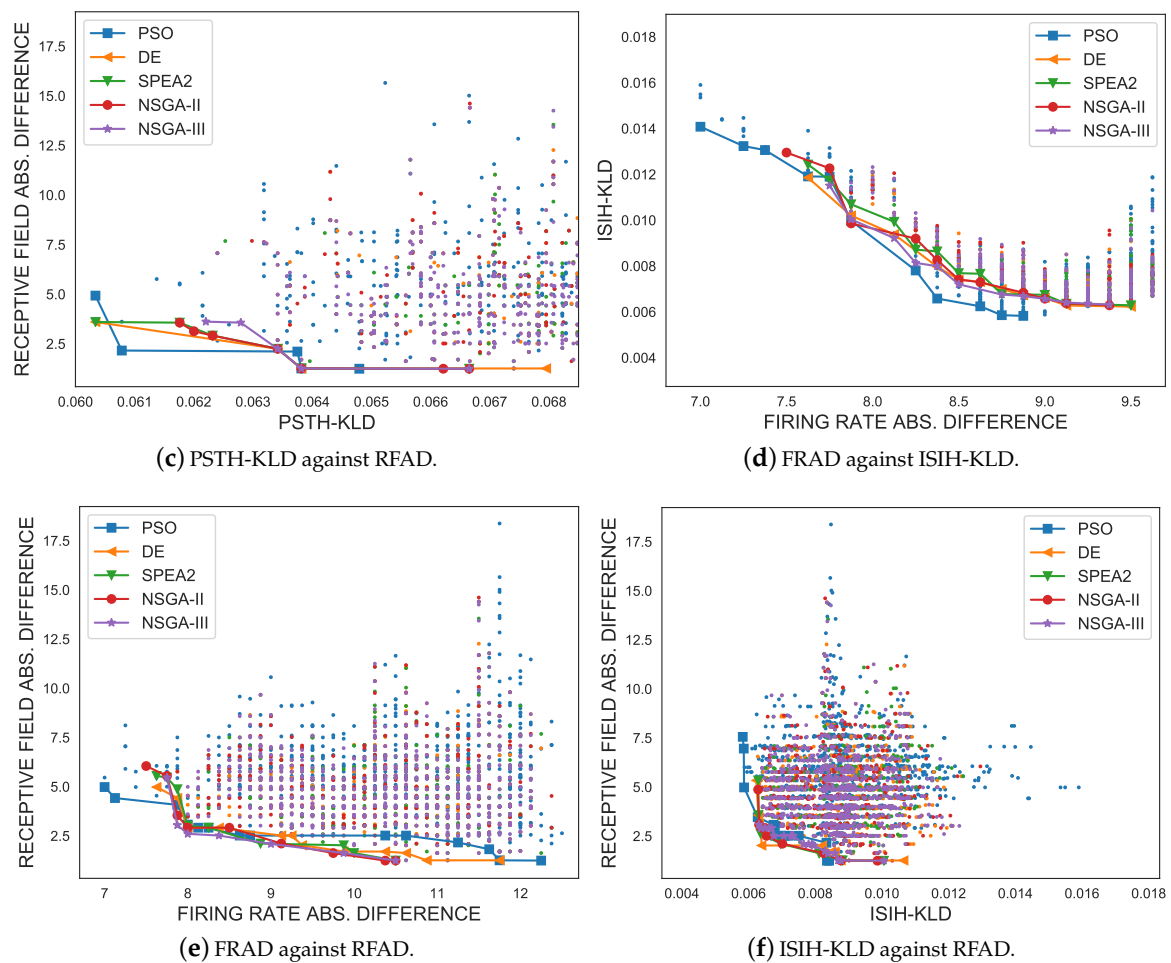 PSO
DE
SPEA2
NSGA-II
NSGA-III
RECEPTIVE FIELD ABS. DIFFERENCE
17.5
15.0
12.5
10.0
7.5
5.0
2.5
0.060 0.061 0.062 0.063 0.064 0.065 0.066 0.067 0.068
PSTH-KLD
(c) PSTH-KLD against RFAD.
PSO
DE
SPEA2
NSGA-II
NSGA-III
ISIH-KLD
0.018
0.016
0.014
0.012
0.010
0.008
0.006
0.004
7.0 7.5 8.0 8.5 9.0 9.5
FIRING RATE ABS. DIFFERENCE
(d) FRAD against ISIH-KLD.
PSO
DE
SPEA2
NSGA-II
NSGA-III
RECEPTIVE FIELD ABS. DIFFERENCE
17.5
15.0
12.5
10.0
7.5
5.0
2.5
7 8 9 10 11 12
FIRING RATE ABS. DIFFERENCE
(e) FRAD against RFAD.
PSO
DE
SPEA2
NSGA-II
NSGA-III
RECEPTIVE FIELD ABS. DIFFERENCE
17.5
15.0
12.5
10.0
7.5
5.0
2.5
0.004 0.006 0.008 0.010 0.012 0.014 0.016 0.018
ISIH-KLD
(f) ISIH-KLD against RFAD.